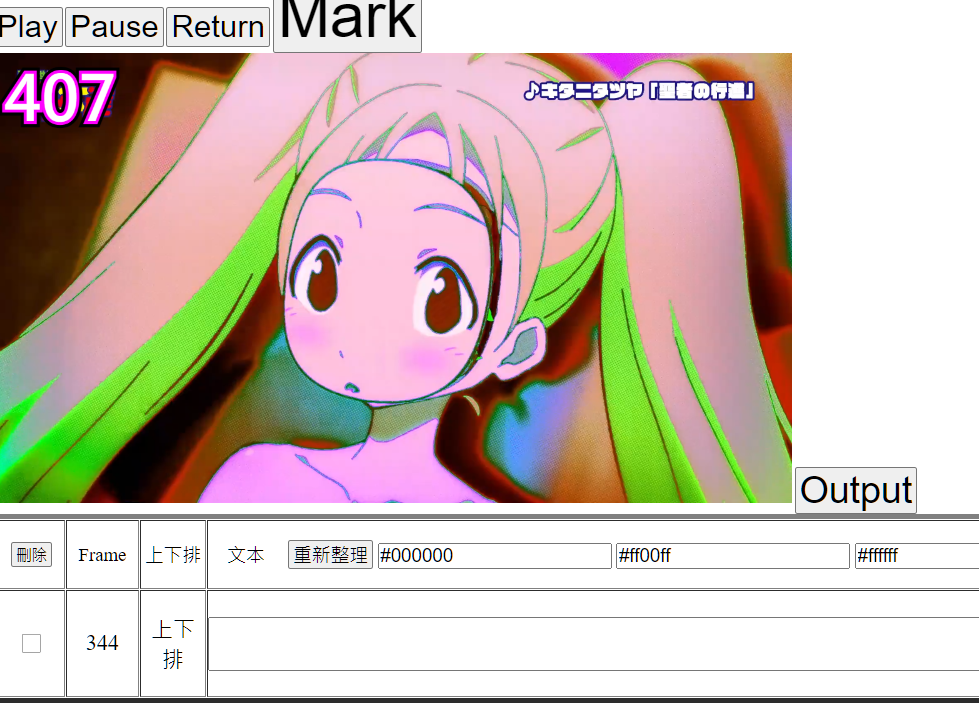 Play Pause Return Mark
407
♪キタニタツヤ「聖者の行進」
Output
刪除 Frame 上下排 文本 重新整理 #000000 #ff00ff #ffffff
344 上下
排